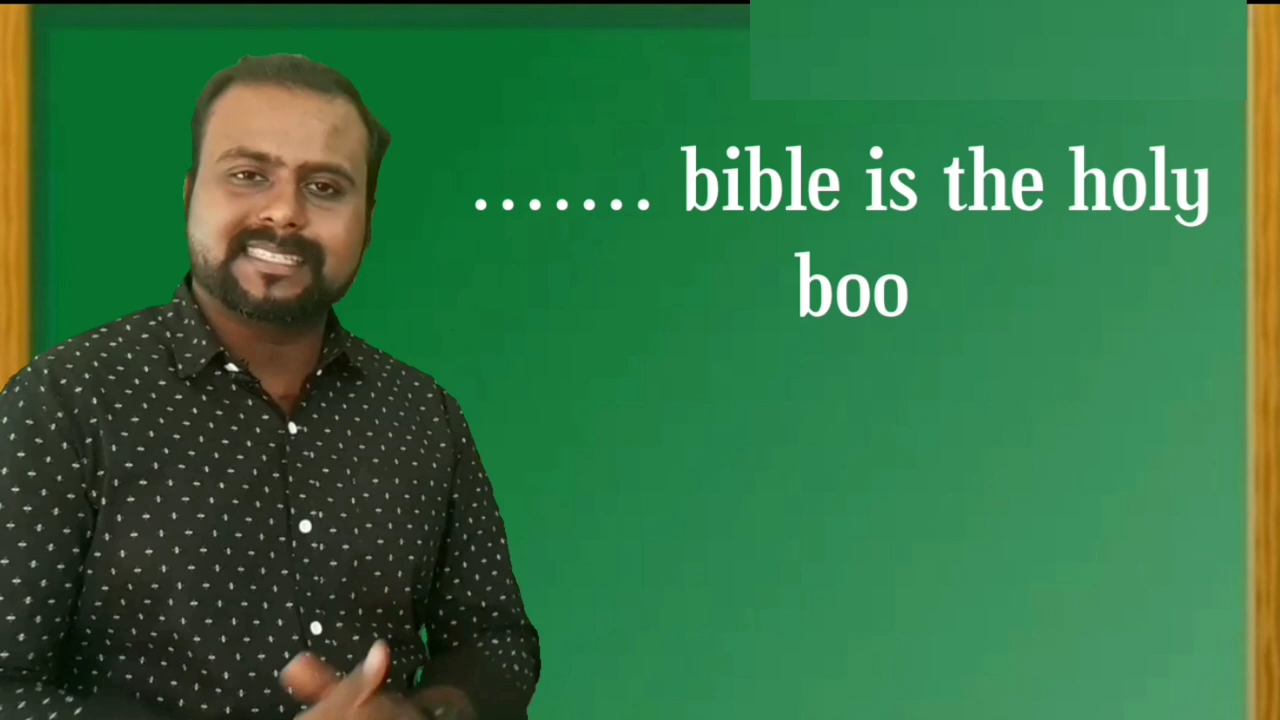 ....... bible is the holy
boo